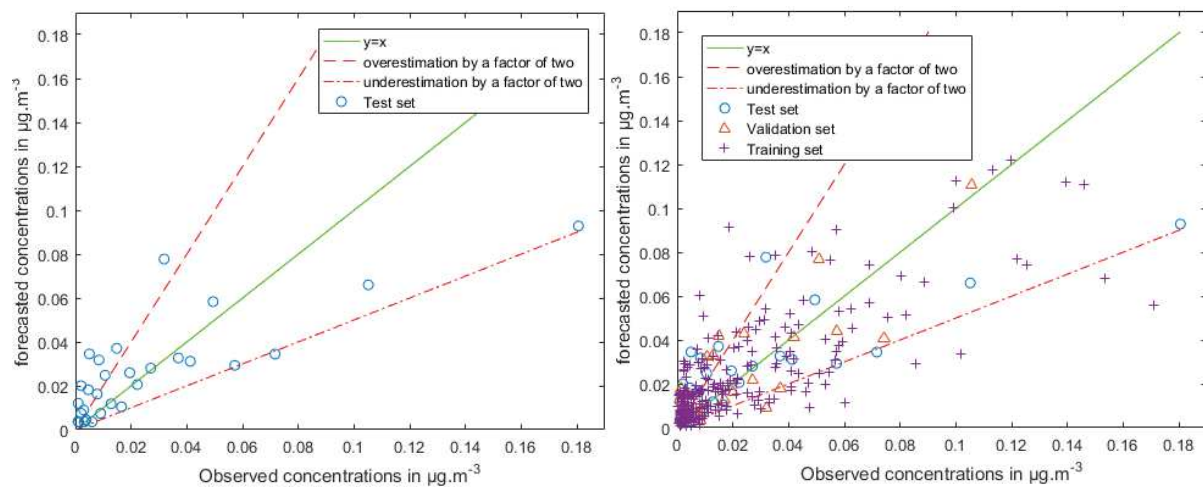 0.18
0.16
0.14
0.12
0.1
0.08
0.06
0.04
0.02
0
forecasted concentrations in µg.m-3
y=x
overestimation by a factor of two
underestimation by a factor of two
Test set
0 0.02 0.04 0.06 0.08 0.1 0.12 0.14 0.16 0.18
Observed concentrations in µg.m-3
0.18
0.16
0.14
0.12
0.1
0.08
0.06
0.04
0.02
0
forecasted concentrations in µg.m-3
y=x
overestimation by a factor of two
underestimation by a factor of two
Test set
Validation set
Training set
0 0.02 0.04 0.06 0.08 0.1 0.12 0.14 0.16 0.18
Observed concentrations in µg.m-3